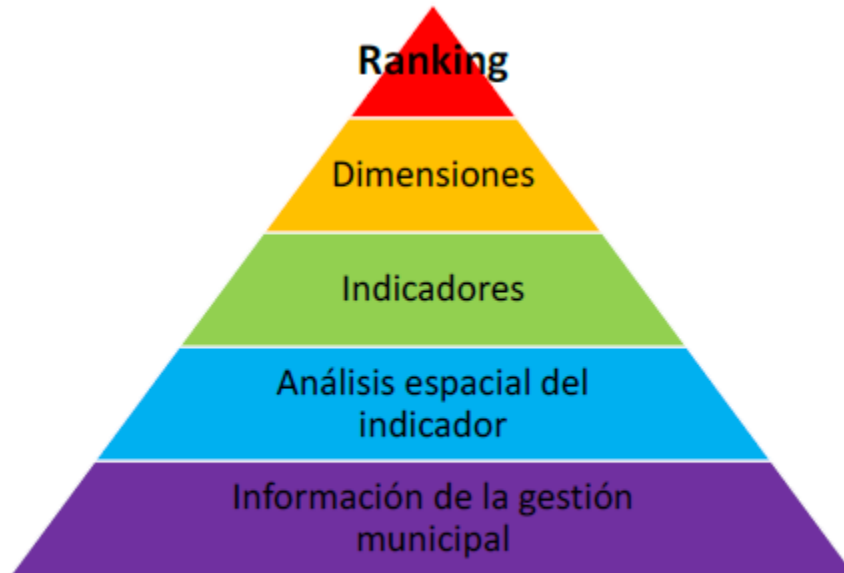 Ranking
Dimensiones
Indicadores
Análisis espacial del
indicador
Información de la gestión
municipal